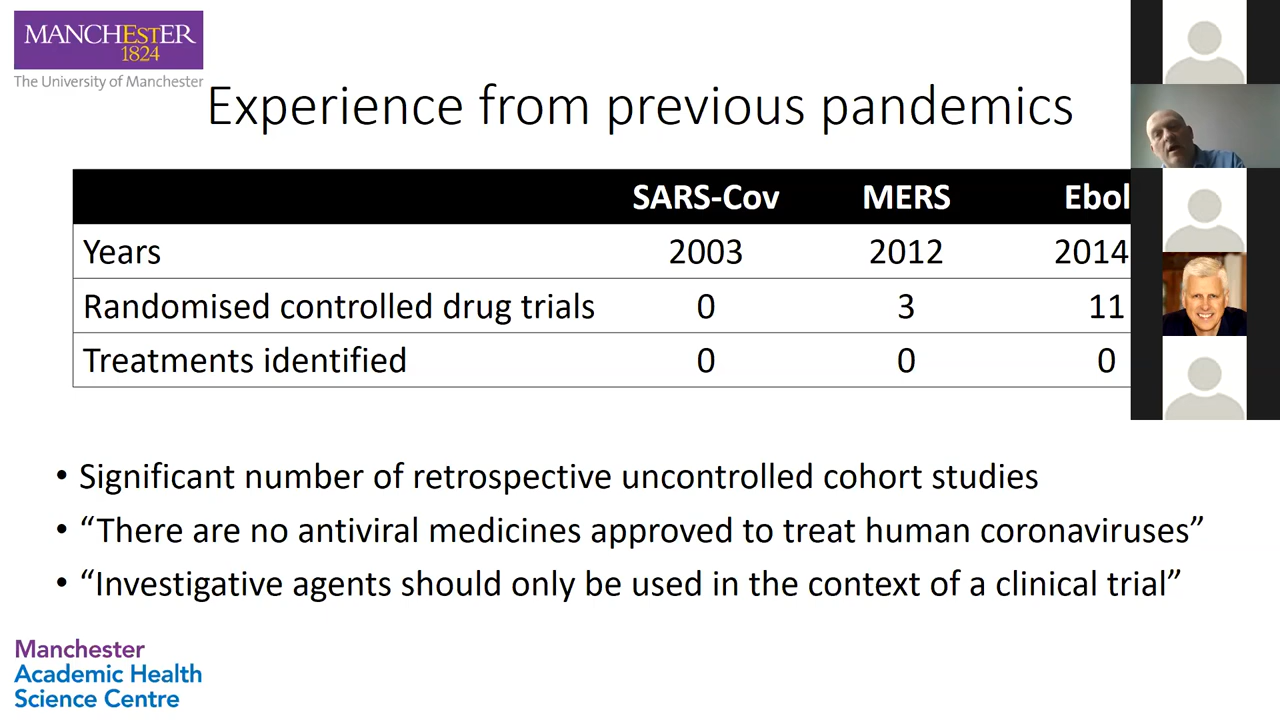 MANCHESTER
1824
The University of Manchester
Experience from previous pandemics
SARS-Cov MERS Ebol
Years 2003 2012 2014
Randomised controlled drug trials 0 3 11
Treatments identified 0 0 0
• Significant number of retrospective uncontrolled cohort studies
• “There are no antiviral medicines approved to treat human coronaviruses”
• “Investigative agents should only be used in the context of a clinical trial”
Manchester
Academic Health
Science Centre